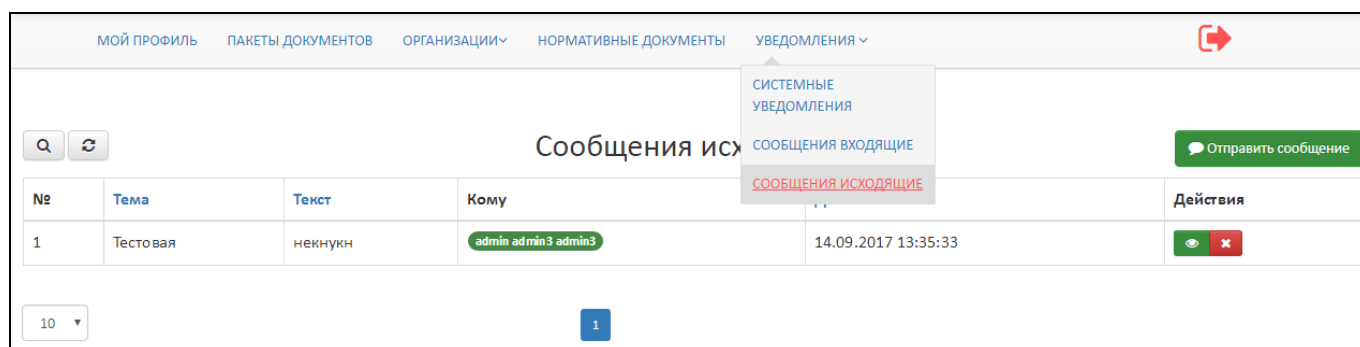 МОЙ ПРОФИЛЬ ПАКЕТЫ ДОКУМЕНТОВ ОРГАНИЗАЦИИ НОРМАТИВНЫЕ ДОКУМЕНТЫ УВЕДОМЛЕНИЯ
СИСТЕМНЫЕ
УВЕДОМЛЕНИЯ
СООБЩЕНИЯ ВХОДЯЩИЕ
СООБЩЕНИЯ ИСХОДЯЩИЕ
Сообщения исх
Отправить сообщение
№ Тема Текст Кому Действия
1 Тестовая некнукн admin admin3 admin3 14.09.2017 13:35:33
10 1